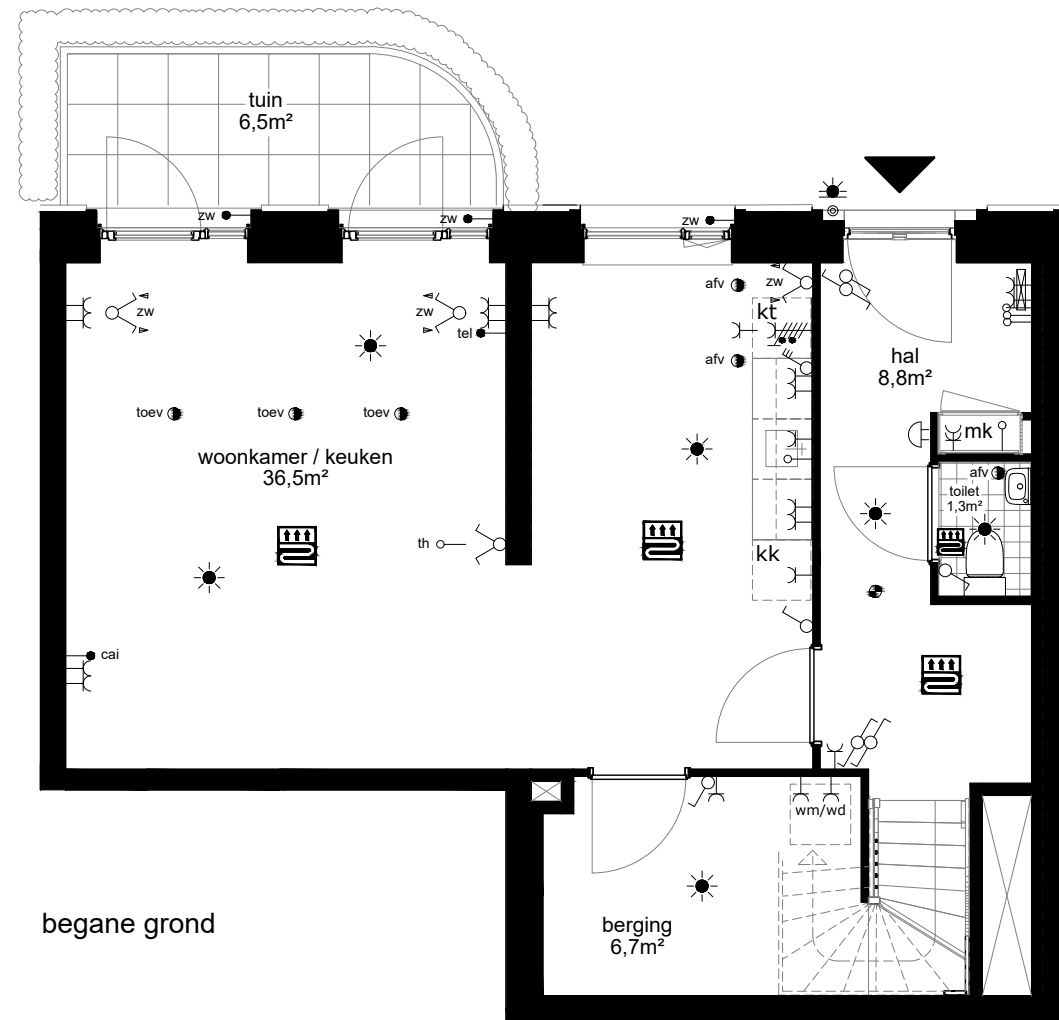 tuin
6,5m²
zw
zw
zw
afv
zw
zw
zw
kt
tel
afv
hal
8,8m²
toev
toev
toev
mk
woonkamer / keuken
36,5m²
afv
toilet
1,3m²
th
kk
cai
wm/wd
begane grond
berging
6,7m²